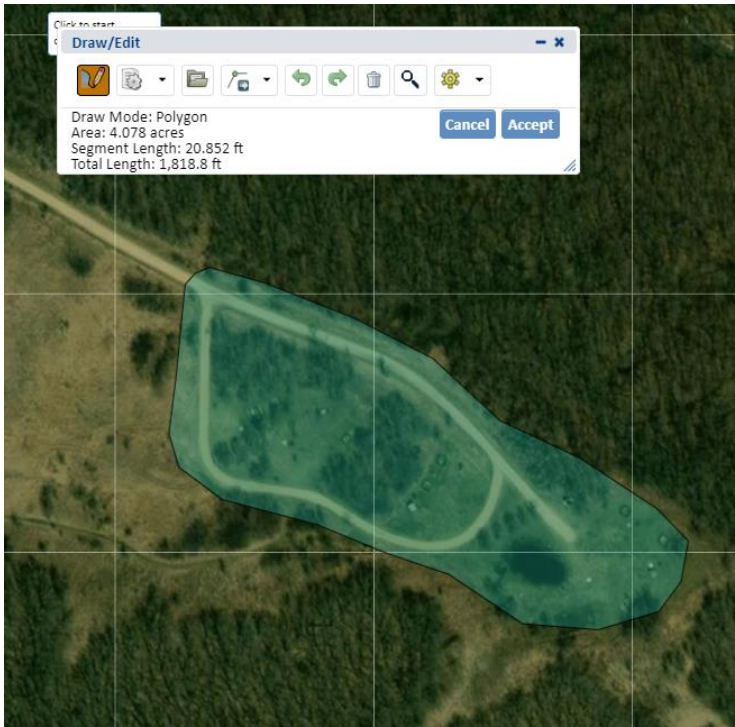 Click to start
Draw/Edit
Draw Mode: Polygon
Area: 4.078 acres
Segment Length: 20.852 ft
Total Length: 1,818.8 ft
Cancel
Accept